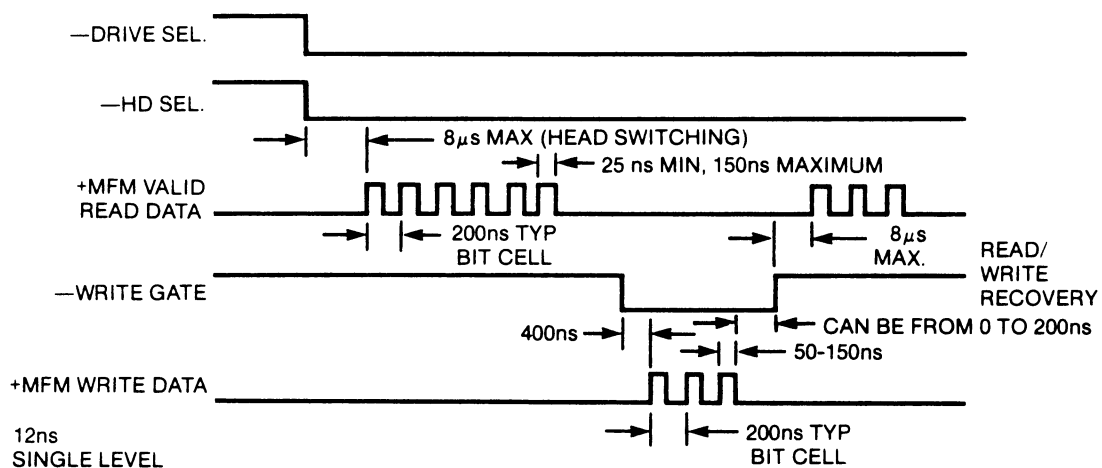 —DRIVE SEL.
—HD SEL.
8µs MAX (HEAD SWITCHING)
25 ns MIN, 150ns MAXIMUM
+MFM VALID
READ DATA
200ns TYP
BIT CELL
8µs
MAX.
READ/
WRITE
RECOVERY
—WRITE GATE
CAN BE FROM 0 TO 200ns
400ns
50-150ns
+MFM WRITE DATA
200ns TYP
BIT CELL
12ns
SINGLE LEVEL